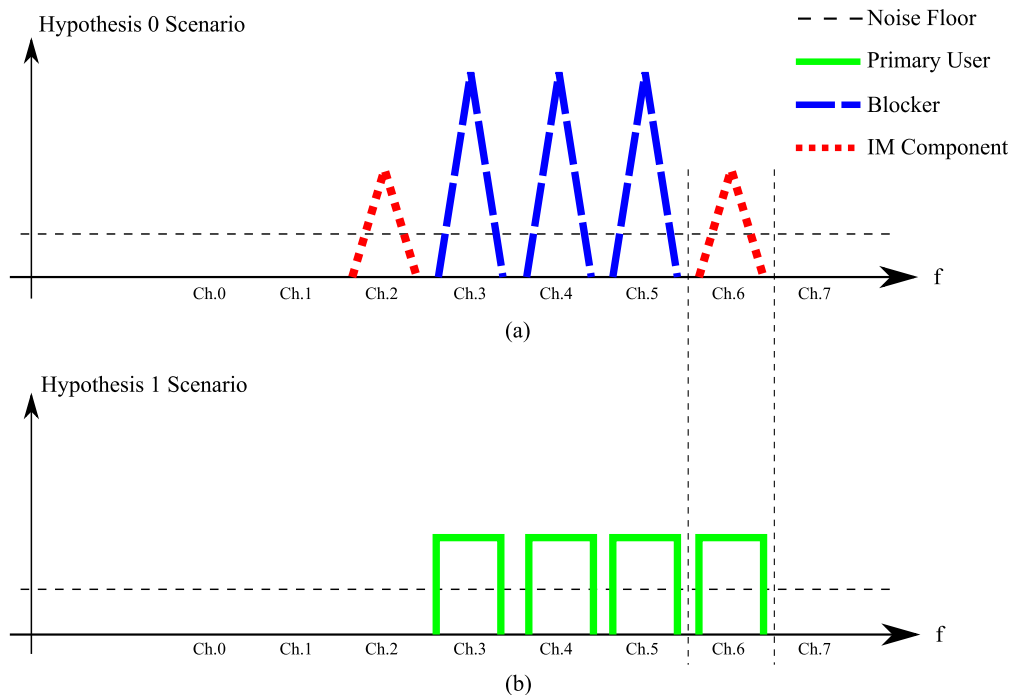 Hypothesis 0 Scenario
Noise Floor
Primary User
Blocker
IM Component
f
Ch.0 Ch.1 Ch.2 Ch.3 Ch.4 Ch.5 Ch.6 Ch.7
(a)
Hypothesis 1 Scenario
f
Ch.0 Ch.1 Ch.2 Ch.3 Ch.4 Ch.5 Ch.6 Ch.7
(b)